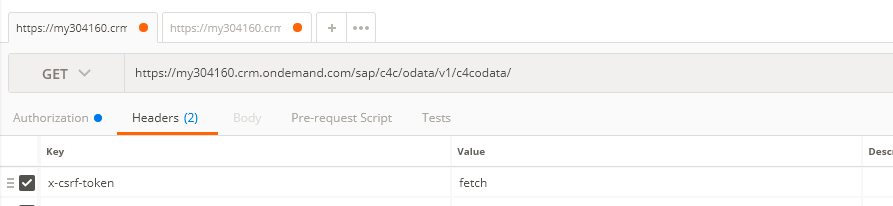 https://my304160.crm https://my304160.crm + •••
GET https://my304160.crm.ondemand.com/sap/c4c/odata/v1/c4codata/
Authorization Headers (2) Body Pre-request Script Tests
Key Value Desc
x-csrf-token fetch